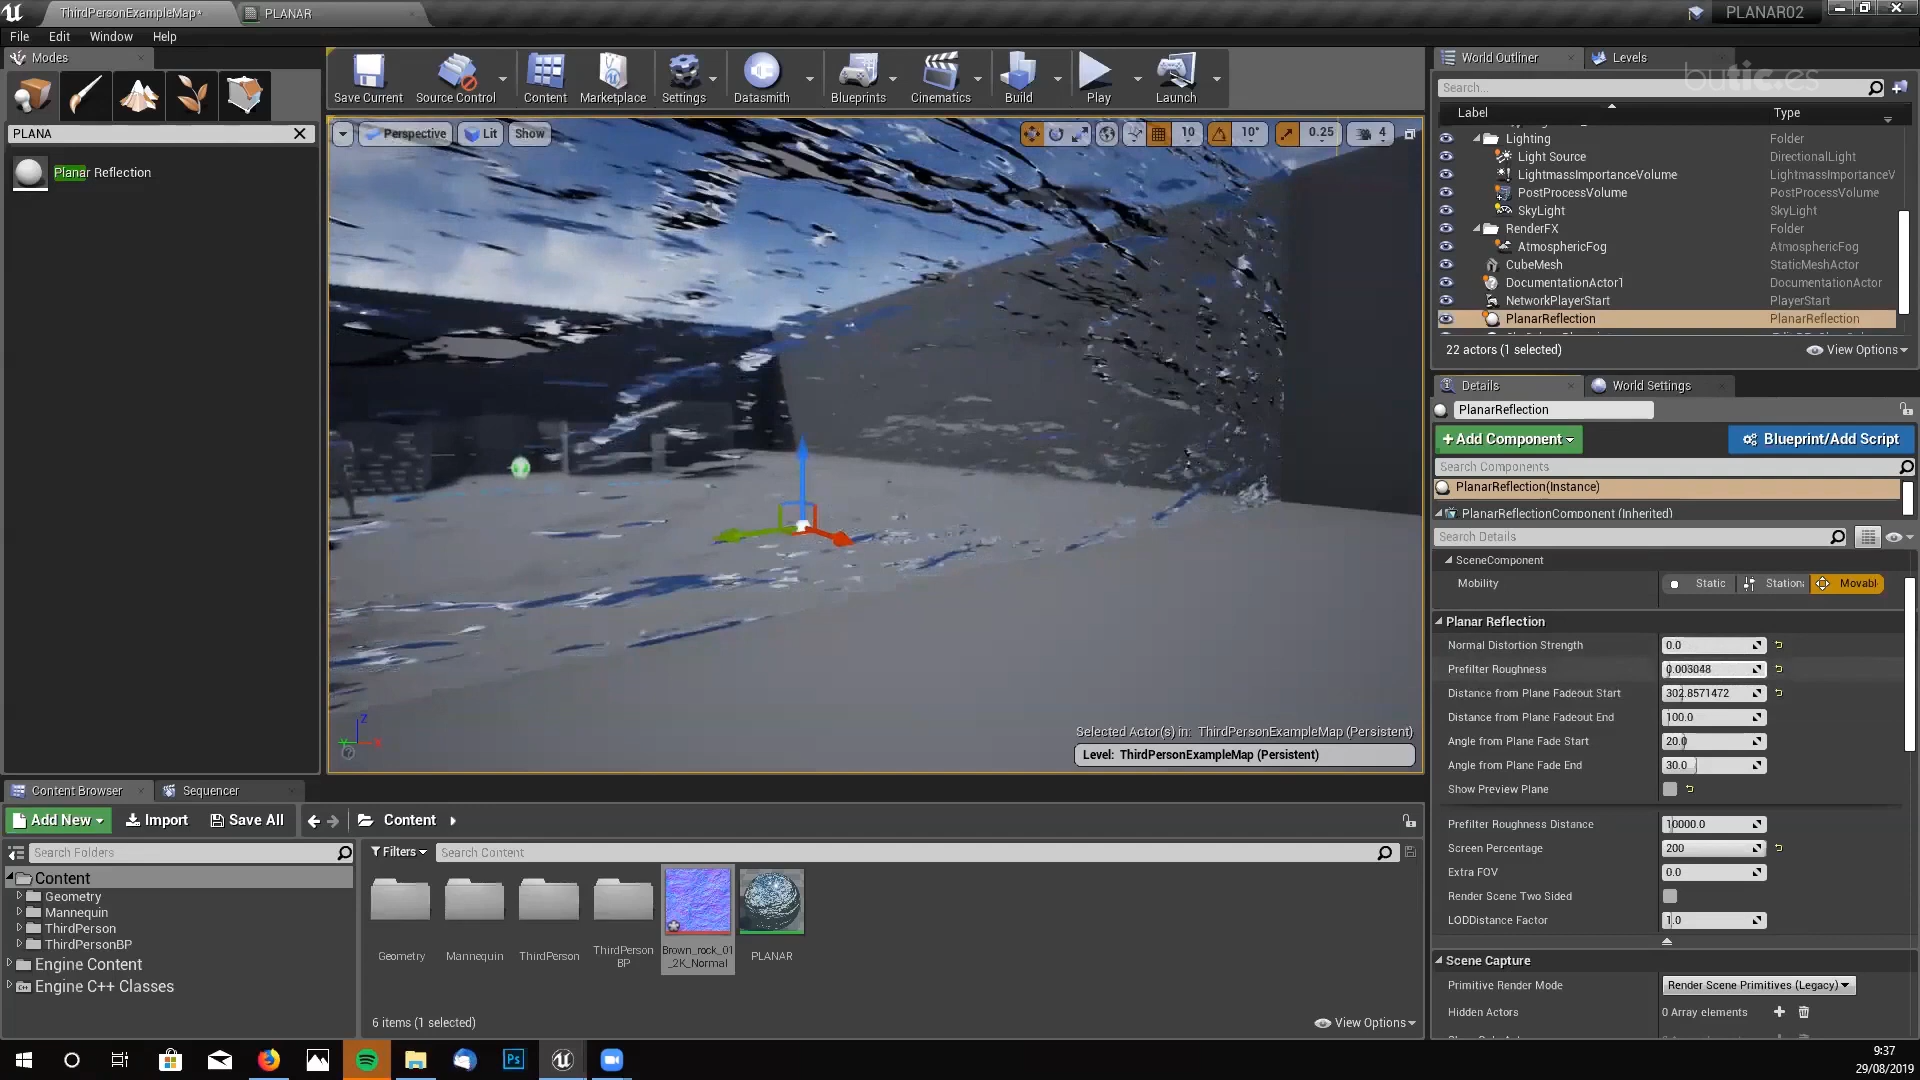 ThirdPersonExampleMap*
PLANAR
PLANAR02
File Edit Window Help
Modes
PLANA
Planar Reflection
Save Current
Source Control
Content
Marketplace
Settings
Datasmith
Blueprints
Cinematics
Build
Play
Launch
Perspective
Lit
Show
10
10°
0.25
4
Selected Actor(s) in: ThirdPersonExampleMap (Persistent)
Level: ThirdPersonExampleMap (Persistent)
World Outliner
Levels
butic.es
Search...
Label Type
Lighting Folder
Light Source DirectionalLight
LightmassImportanceVolume LightmassImportanceV
PostProcessVolume PostProcessVolume
SkyLight SkyLight
RenderFX Folder
AtmosphericFog AtmosphericFog
CubeMesh StaticMeshActor
DocumentationActor1 DocumentationActor
NetworkPlayerStart PlayerStart
PlanarReflection PlanarReflection
22 actors (1 selected)
View Options
Details
World Settings
PlanarReflection
+Add Component
Blueprint/Add Script
Search Components
PlanarReflection(Instance)
PlanarReflectionComponent (Inherited)
Search Details
SceneComponent
Mobility Static Station Movabl
Planar Reflection
Normal Distortion Strength 0.0
Prefilter Roughness 0.003048
Distance from Plane Fadeout Start 302.8571472
Distance from Plane Fadeout End 100.0
Angle from Plane Fade Start 20.0
Angle from Plane Fade End 30.0
Show Preview Plane
Prefilter Roughness Distance 10000.0
Screen Percentage 200
Extra FOV 0.0
Render Scene Two Sided
LODDistance Factor 1.0
Scene Capture
Primitive Render Mode Render Scene Primitives (Legacy)
Hidden Actors 0 Array elements
Content Browser
Sequencer
Add New
Import
Save All
Content
Search Folders
Filters
Search Content
Content
Geometry
Mannequin
ThirdPerson
ThirdPersonBP
Engine Content
Engine C++ Classes
Geometry
Mannequin
ThirdPerson
ThirdPerson
BP
Brown_rock_01
_2K_Normal
PLANAR
6 items (1 selected)
View Options
Z
X
Ps
9:37
29/08/2019